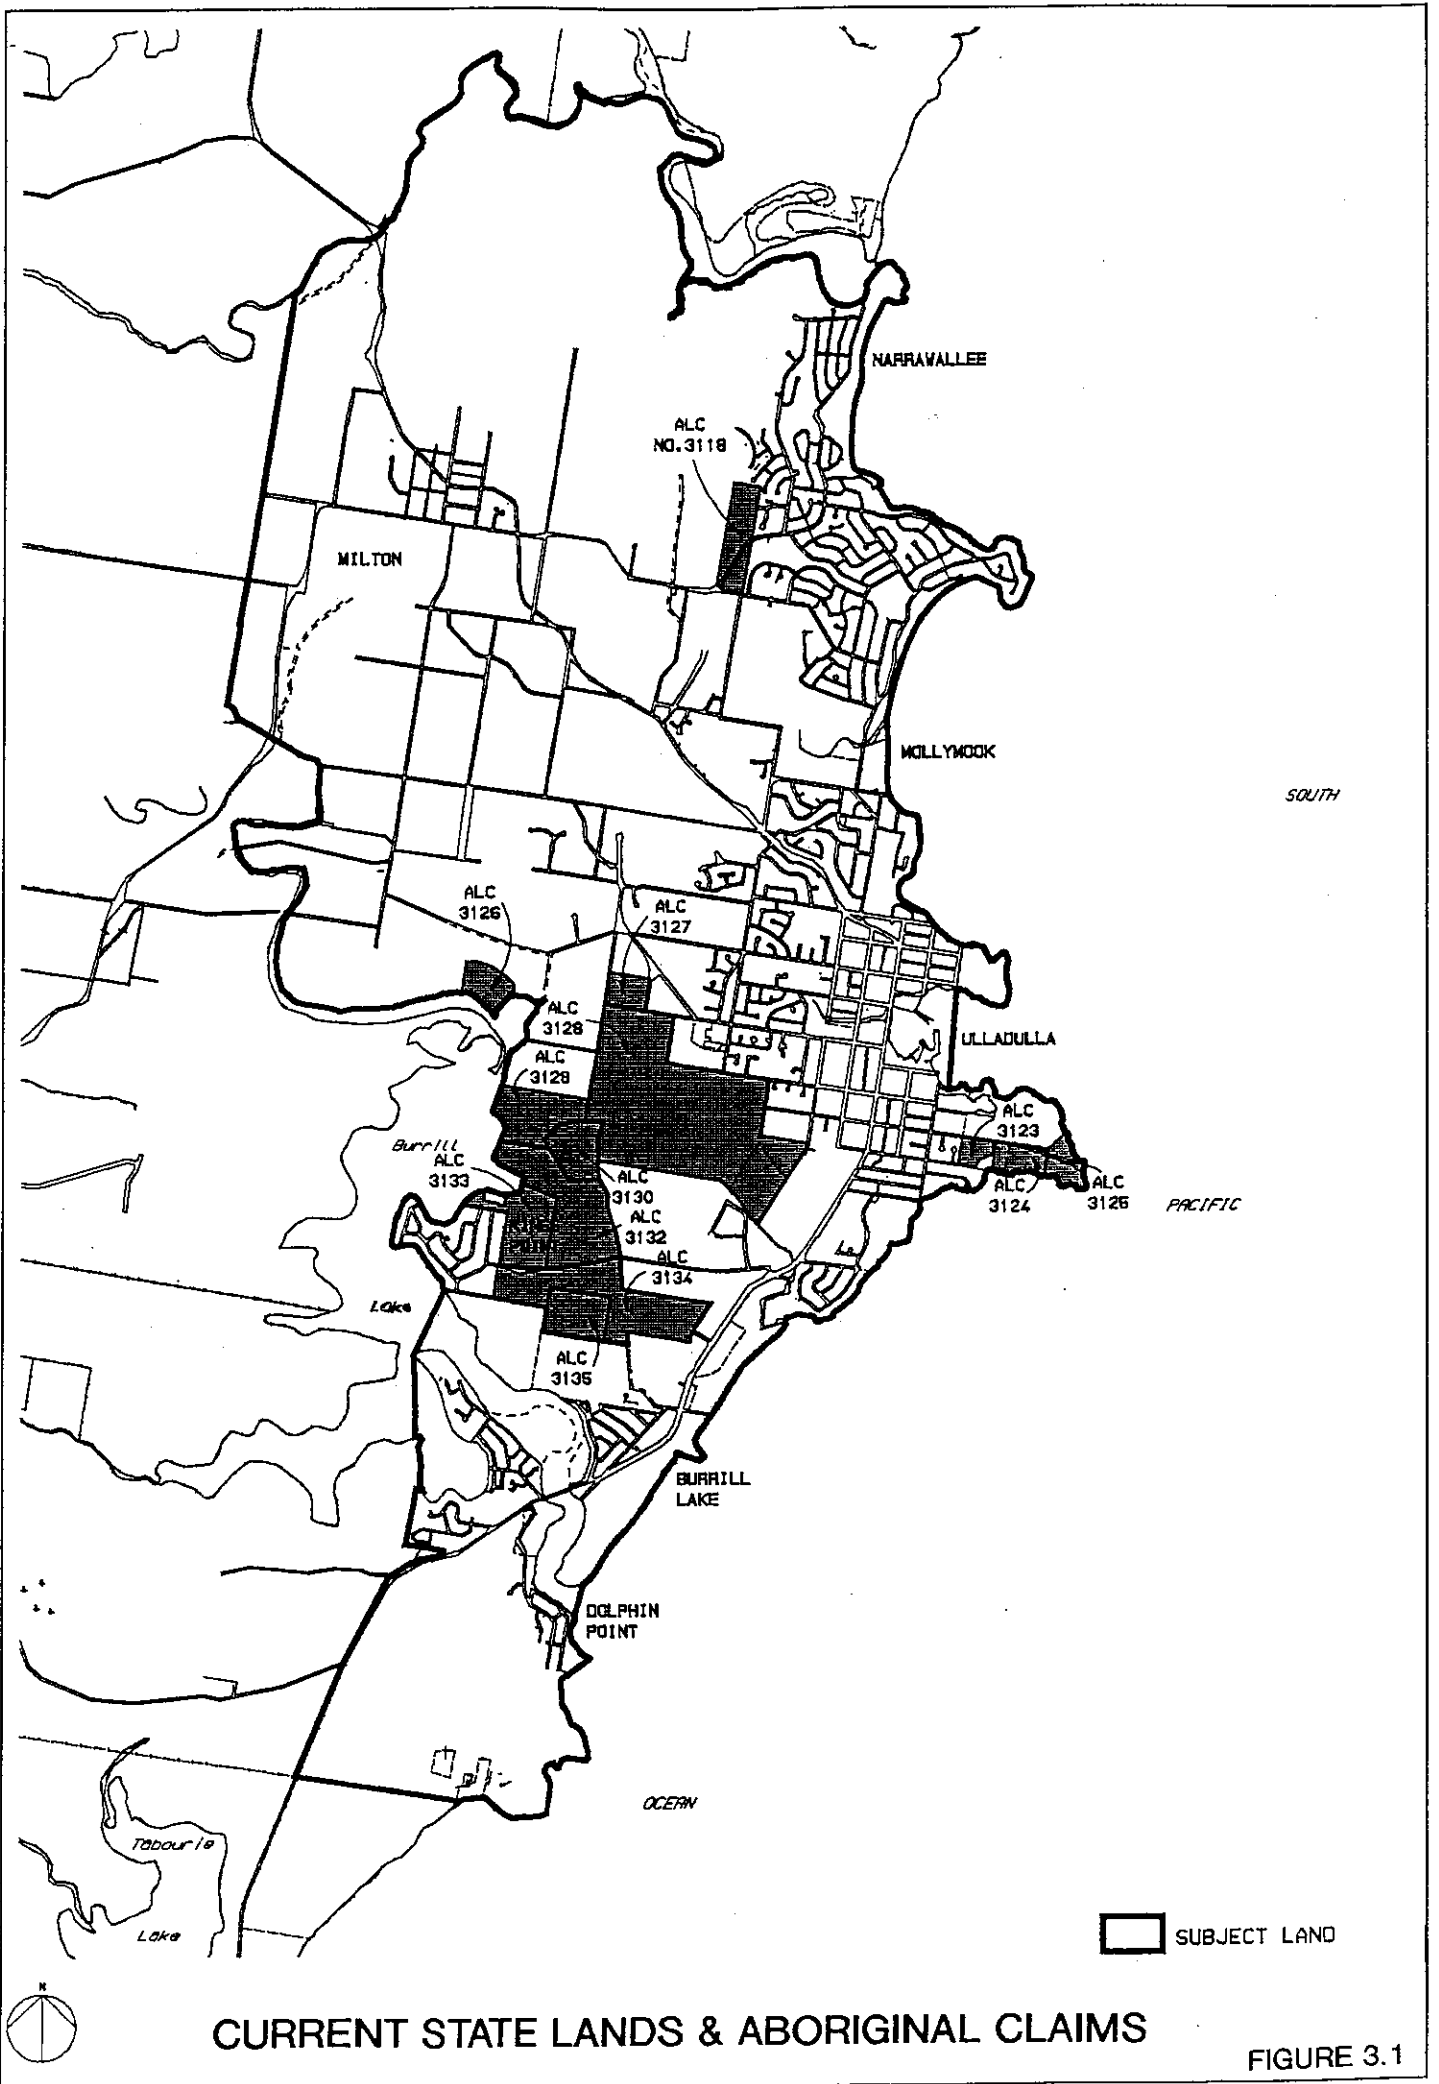 NARRAWALLEE
ALC
NO.3118
MILTON
MOLLYMOOK
SOUTH
ALC
3126
ALC
3127
ALC
3128
ULLADULLA
ALC
3129
ALC
3123
Burrill
ALC
3133
ALC
3130
ALC
3124
ALC
3125
PACIFIC
ALC
3132
ALC
3134
Lake
ALC
3135
BURRILL
LAKE
DOLPHIN
POINT
OCEAN
Tabourie
Lake
SUBJECT LAND
N
CURRENT STATE LANDS & ABORIGINAL CLAIMS
FIGURE 3.1